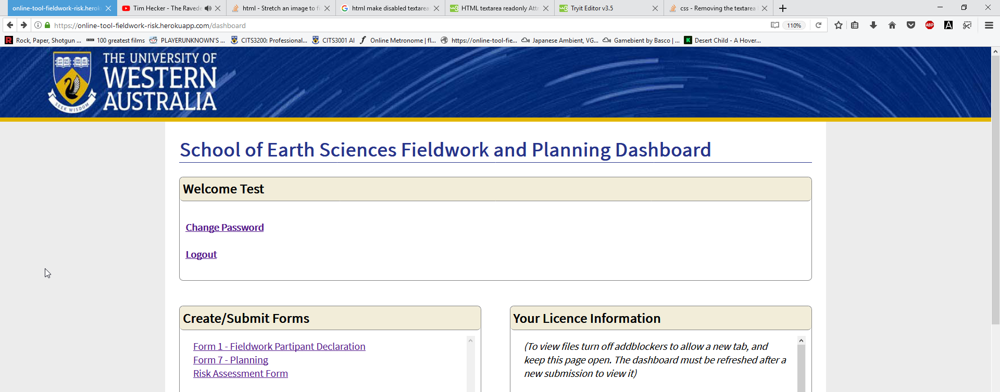 online-tool-fieldwork-risk.herok
Tim Hecker - The Ravede
html - Stretch an image to fi
html make disabled textarea
HTML textarea readonly Attr
Tryit Editor v3.5
css - Removing the textarea
https://online-tool-fieldwork-risk.herokuapp.com/dashboard
110%
ABP
A
Rock, Paper, Shotgun ...
BBC
100 greatest films
PLAYERUNKNOWN'S ...
CITS3200: Professional...
CITS3001 AI
Online Metronome | fl...
https://online-tool-fie...
Japanese Ambient, VG...
Gamebient by Basco | ...
Desert Child - A Hover...
THE UNIVERSITY OF
WESTERN
AUSTRALIA
SEEK WISDOM
School of Earth Sciences Fieldwork and Planning Dashboard
Welcome Test
Change Password
Logout
Create/Submit Forms
Form 1 - Fieldwork Partipant Declaration
Form 7 - Planning
Risk Assessment Form
Your Licence Information
(To view files turn off addblockers to allow a new tab, and
keep this page open. The dashboard must be refreshed after a
new submission to view it)